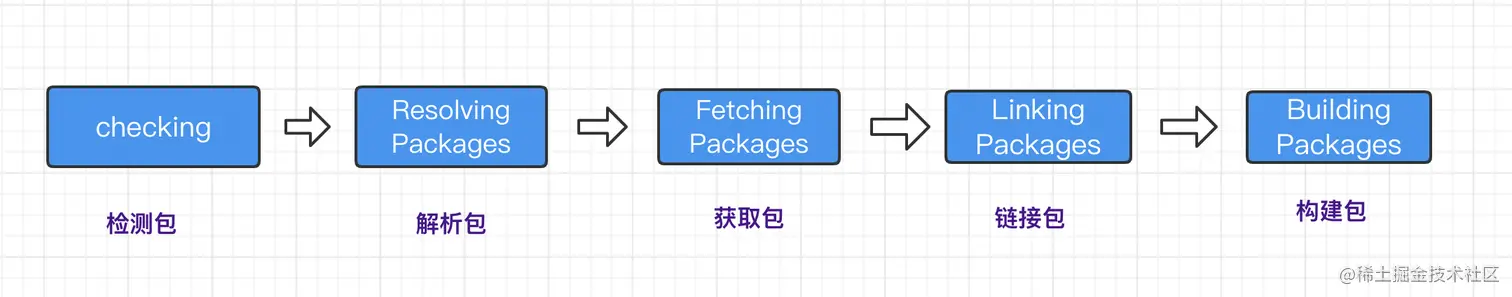 checking
Resolving
Packages
Fetching
Packages
Linking
Packages
Building
Packages
检测包
解析包
获取包
链接包
构建包
@稀土掘金技术社区